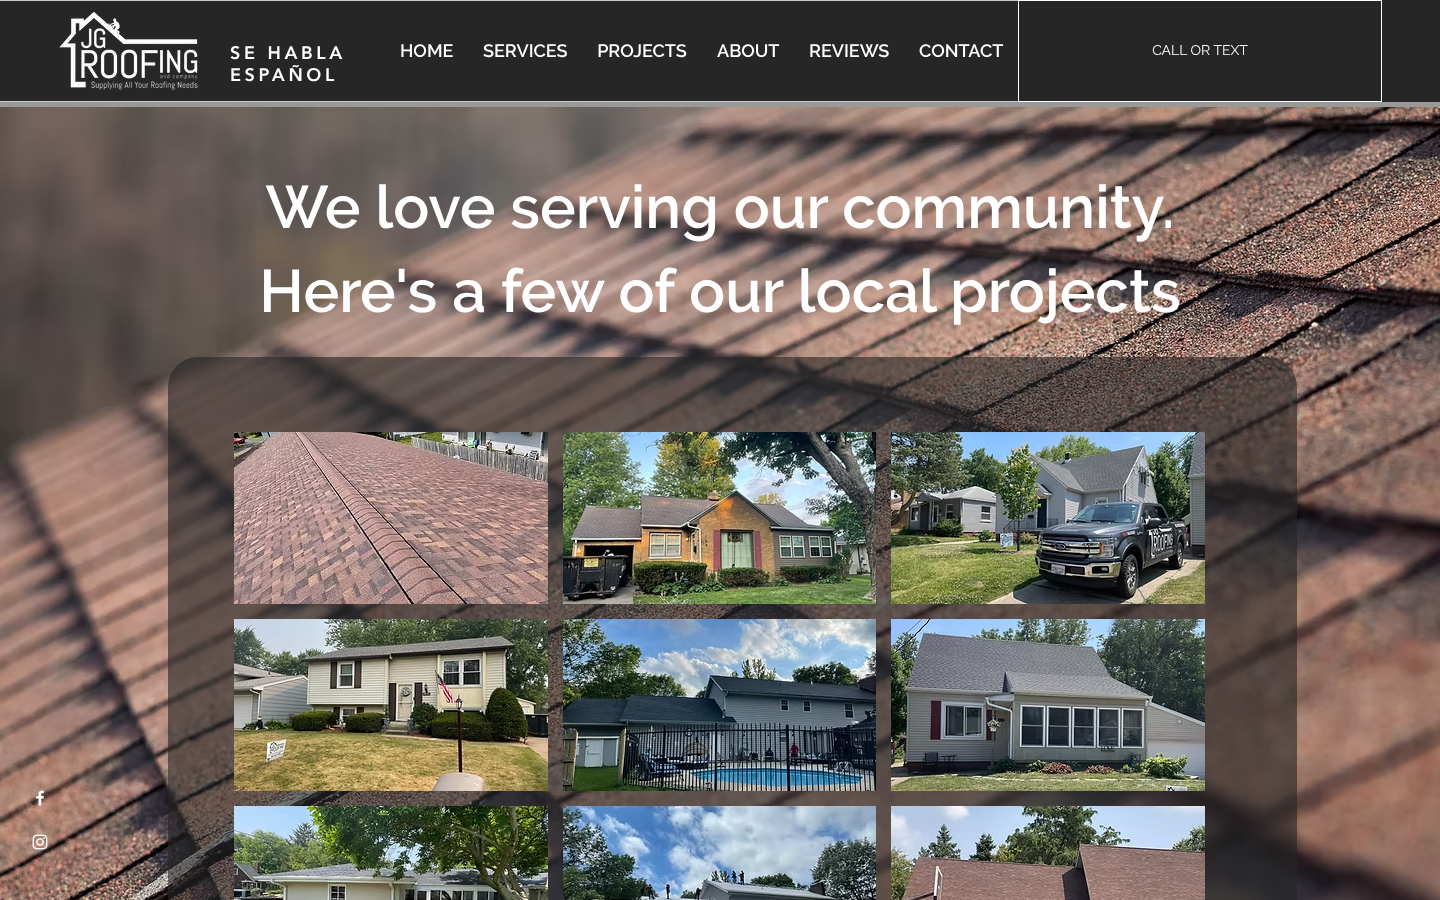 JG
ROOFING
and company
Supplying All Your Roofing Needs
SE HABLA
ESPAÑOL
HOME
SERVICES
PROJECTS
ABOUT
REVIEWS
CONTACT
CALL OR TEXT
We love serving our community.
Here's a few of our local projects
ROOFING